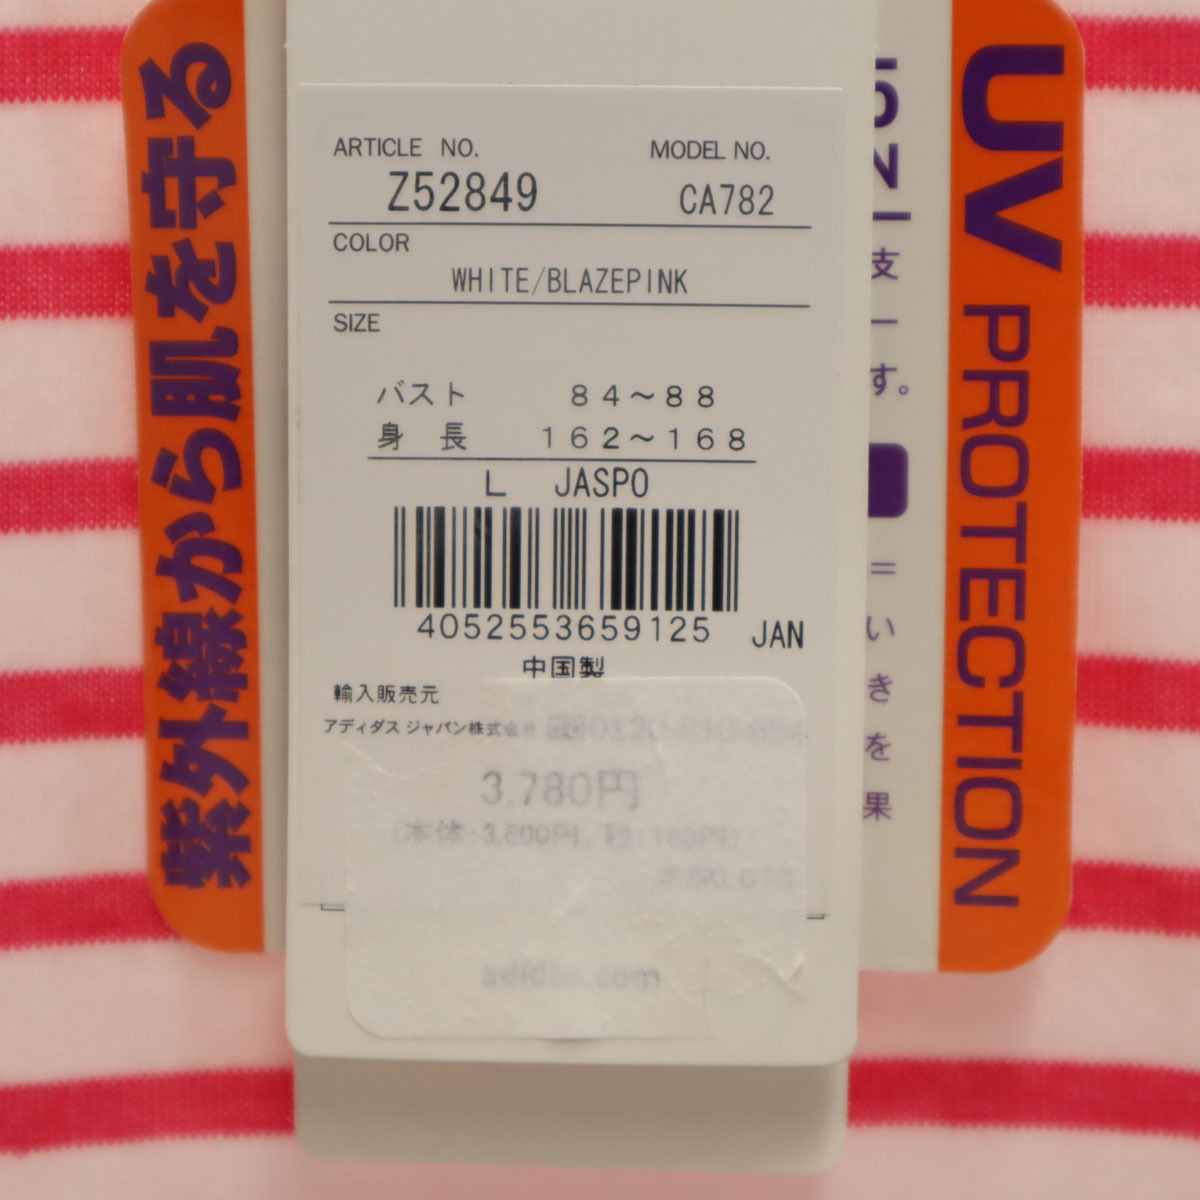 紫外線から肌を守る
ARTICLE NO. MODEL NO.
Z52849 CA782
COLOR
WHITE/BLAZEPINK
SIZE
バスト 84～88
身長 162～168
L JASPO
4052553659125 JAN
中国製
輸入販売元
アディダス ジャパン株式会社
3,780円
adidas.com
UV PROTECTION
支
す。
い
き
を
果